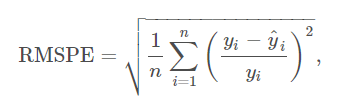 RMSPE = \sqrt{\frac{1}{n} \sum_{i=1}^{n} \left( \frac{y_i - \hat{y}_i}{y_i} \right)^2},